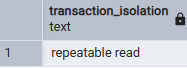 transaction_isolation
text
1 repeatable read